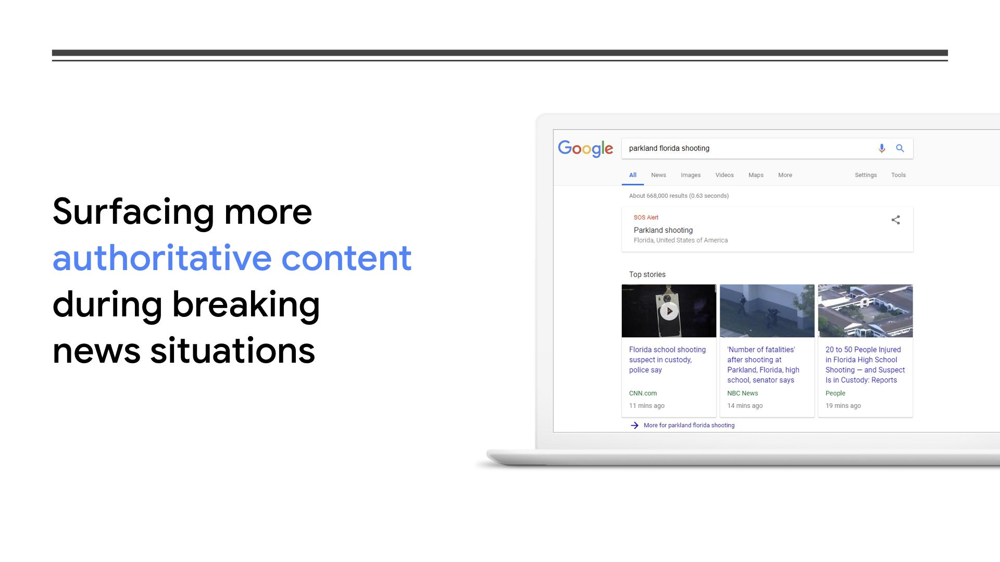 Surfacing more
authoritative content
during breaking
news situations
Google
parkland florida shooting
All News Images Videos Maps More Settings Tools
About 668,000 results (0.63 seconds)
SOS Alert
Parkland shooting
Florida, United States of America
Top stories
Florida school shooting
suspect in custody,
police say
CNN.com
11 mins ago
'Number of fatalities'
after shooting at
Parkland, Florida, high
school, senator says
NBC News
14 mins ago
20 to 50 People Injured
in Florida High School
Shooting — and Suspect
Is in Custody: Reports
People
19 mins ago
More for parkland florida shooting